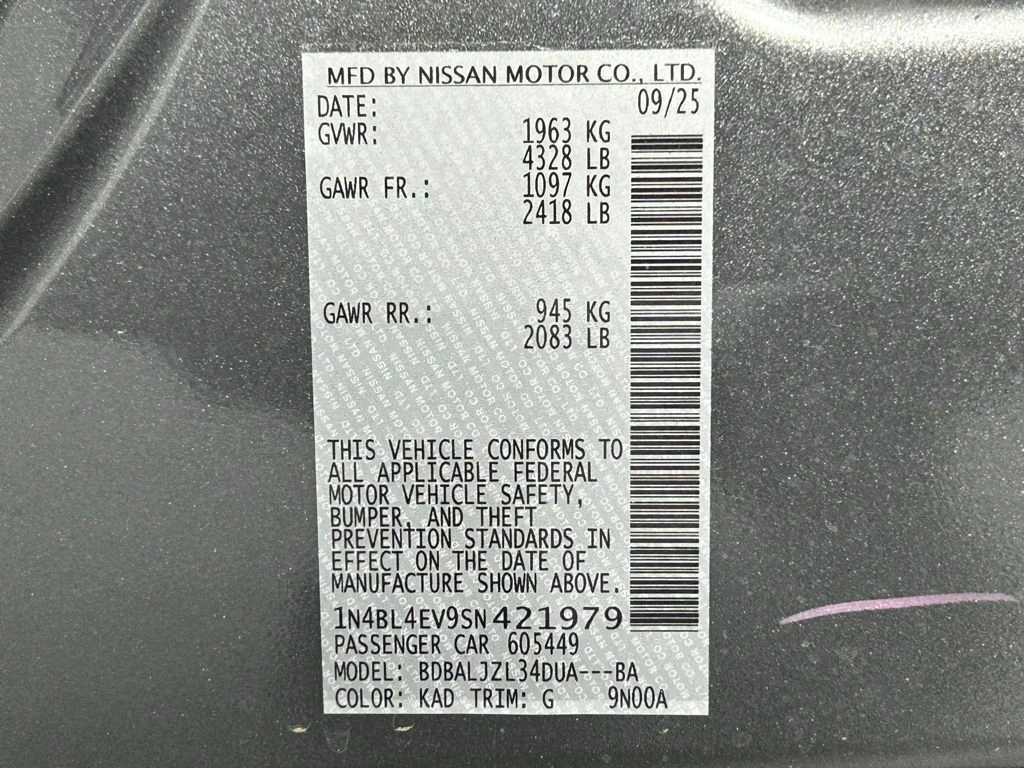 MFD BY NISSAN MOTOR CO., LTD.
DATE: 09/25
GVWR: 1963 KG
4328 LB
GAWR FR.: 1097 KG
2418 LB
GAWR RR.: 945 KG
2083 LB
THIS VEHICLE CONFORMS TO
ALL APPLICABLE FEDERAL
MOTOR VEHICLE SAFETY,
BUMPER, AND THEFT
PREVENTION STANDARDS IN
EFFECT ON THE DATE OF
MANUFACTURE SHOWN ABOVE.
1N4BL4EV9SN421979
PASSENGER CAR 605449
MODEL: BDBALJZL34DUA---BA
COLOR: KAD TRIM: G 9N00A